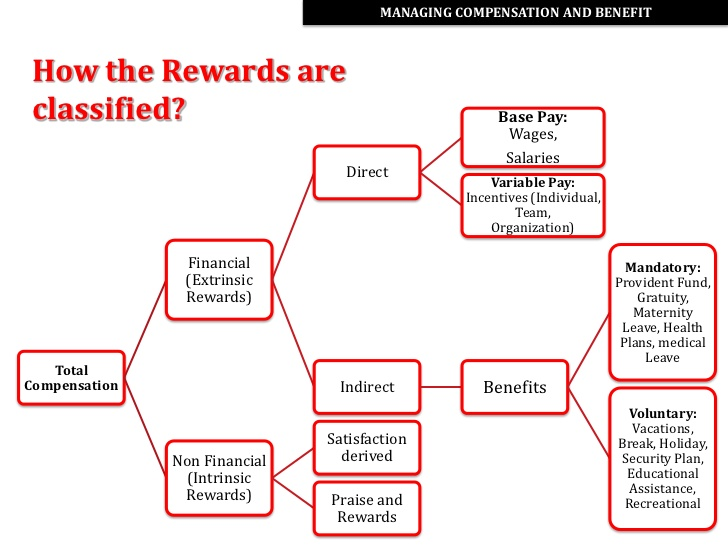 MANAGING COMPENSATION AND BENEFIT
How the Rewards are
classified?
Base Pay:
Wages,
Salaries
Direct
Variable Pay:
Incentives (Individual,
Team,
Organization)
Financial
(Extrinsic
Rewards)
Mandatory:
Provident Fund,
Gratuity,
Maternity
Leave, Health
Plans, medical
Leave
Total
Compensation
Indirect
Benefits
Voluntary:
Vacations,
Break, Holiday,
Security Plan,
Educational
Assistance,
Recreational
Non Financial
(Intrinsic
Rewards)
Satisfaction
derived
Praise and
Rewards